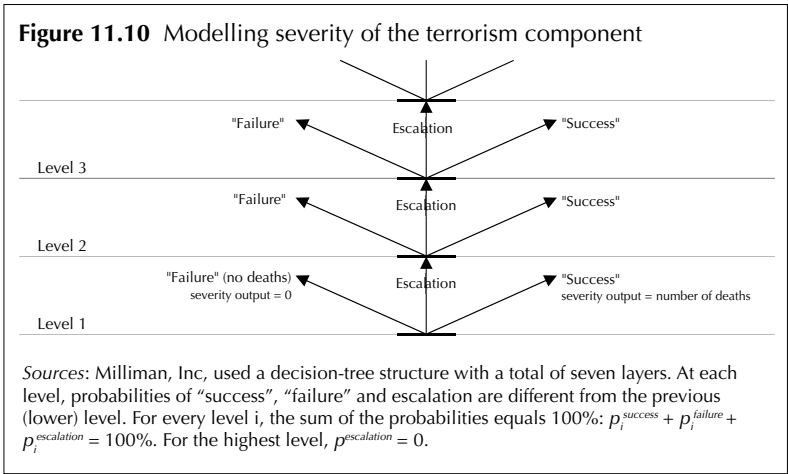 Figure 11.10 Modelling severity of the terrorism component
"Failure"
Escalation
"Success"
Level 3
"Failure"
Escalation
"Success"
Level 2
"Failure" (no deaths)
severity output = 0
Escalation
"Success"
severity output = number of deaths
Level 1
Sources: Milliman, Inc, used a decision-tree structure with a total of seven layers. At each
level, probabilities of “success”, “failure” and escalation are different from the previous
(lower) level. For every level i, the sum of the probabilities equals 100%: pᵢ^success + pᵢ^failure +
pᵢ^escalation = 100%. For the highest level, p^escalation = 0.